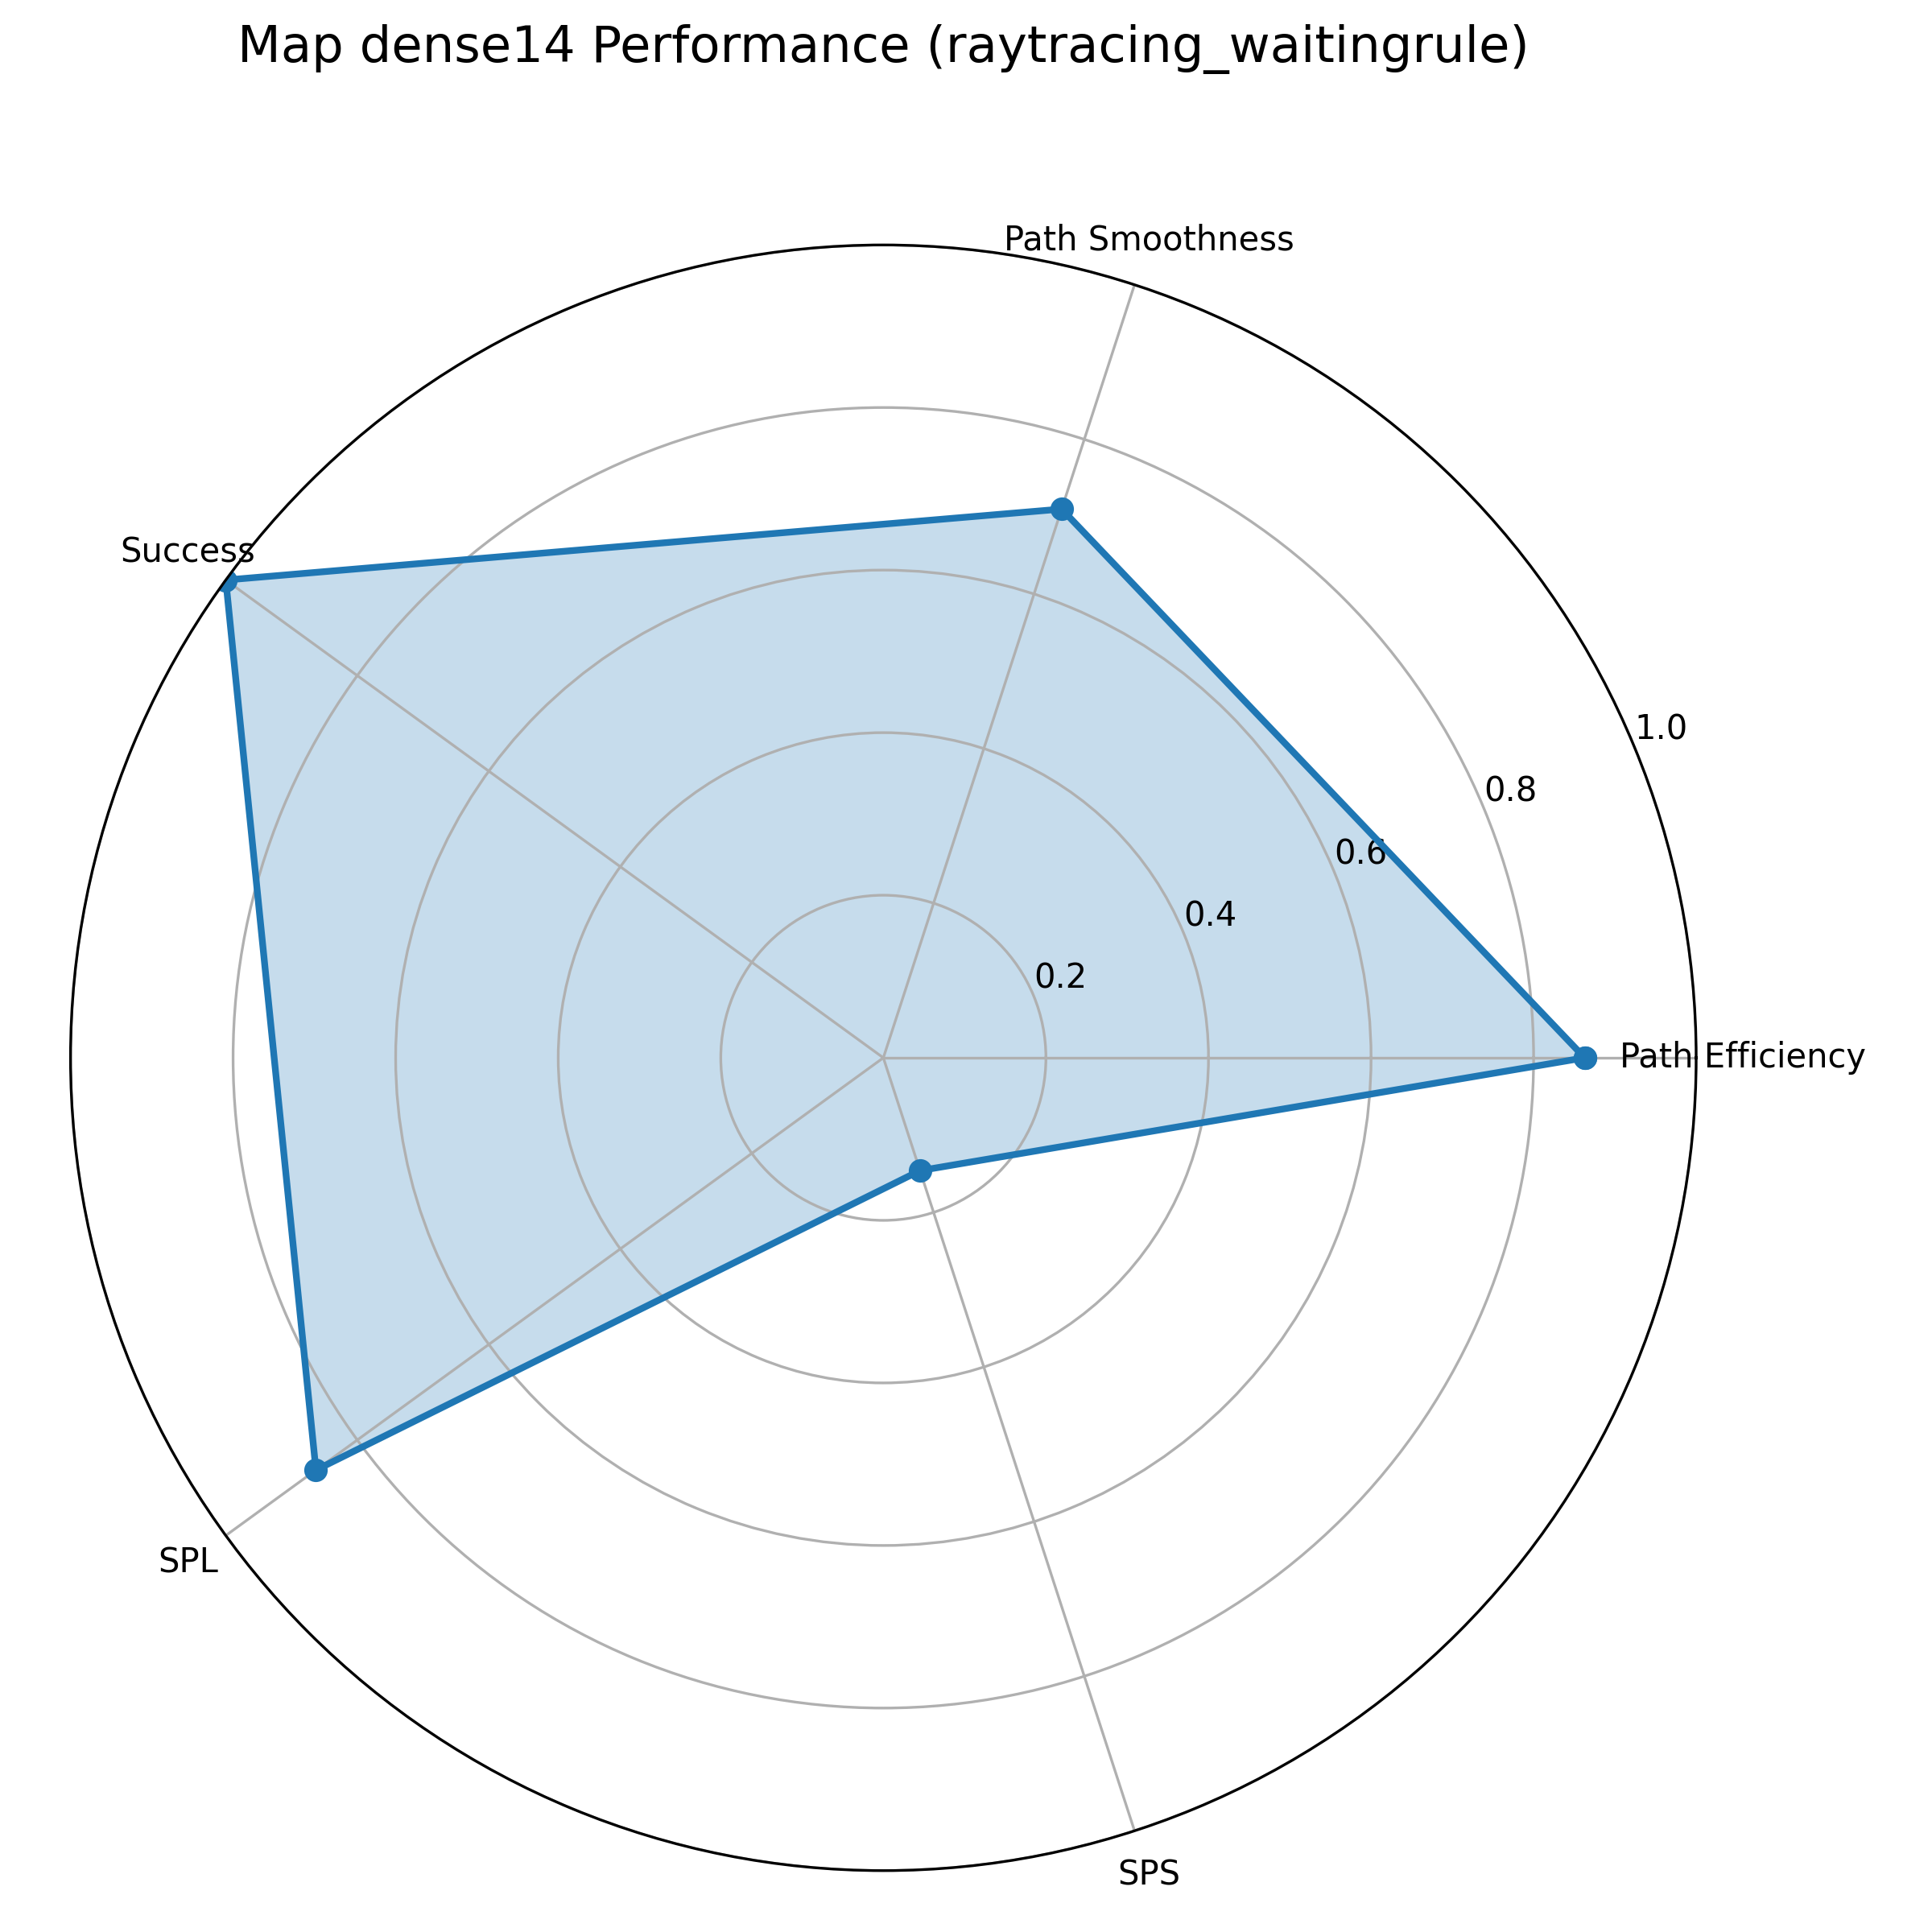 Map dense14 Performance (raytracing_waitingrule)
Path Smoothness
Success
1.0
0.8
0.6
0.4
0.2
Path Efficiency
SPL
SPS